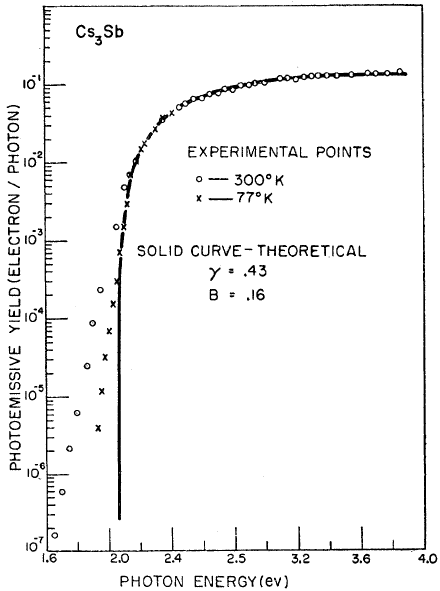 Cs₃Sb
10⁻¹
10⁻²
10⁻³
10⁻⁴
10⁻⁵
10⁻⁶
10⁻⁷
PHOTOEMISSIVE YIELD (ELECTRON / PHOTON)
EXPERIMENTAL POINTS
o — 300°K
x — 77°K
SOLID CURVE-THEORETICAL
γ = .43
B = .16
1.6 2.0 2.4 2.5 3.2 3.6 4.0
PHOTON ENERGY (ev)